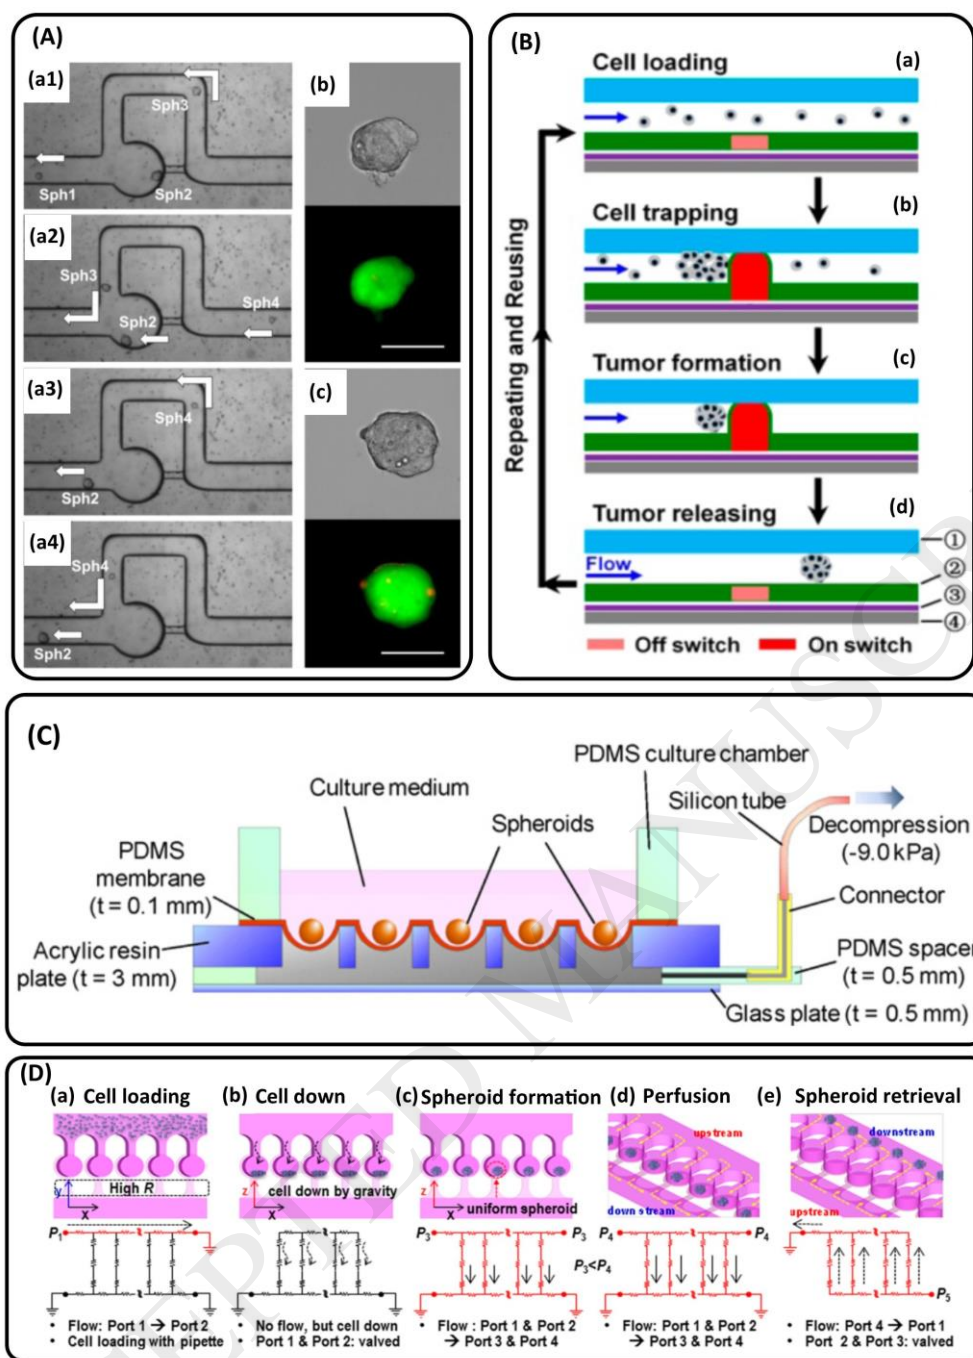 (A)
(a1)
Sph3
Sph1
Sph2
(a2)
Sph3
Sph4
Sph2
(a3)
Sph4
Sph2
(a4)
Sph4
Sph2
(b)
(c)
(B)
Cell loading
(a)
Cell trapping
(b)
Tumor formation
(c)
Tumor releasing
(d)
Flow
①
②
③
④
Off switch
On switch
Repeating and Reusing
(C)
PDMS culture chamber
Culture medium
Silicon tube
Spheroids
Decompression
(-9.0 kPa)
PDMS
membrane
(t = 0.1 mm)
Connector
Acrylic resin
plate (t = 3 mm)
PDMS spacer
(t = 0.5 mm)
Glass plate (t = 0.5 mm)
(D)
(a) Cell loading
High R
y
x
P1
• Flow: Port 1 → Port 2
• Cell loading with pipette
(b) Cell down
z
cell down by gravity
x
No flow, but cell down
• Port 1 & Port 2: valved
(c) Spheroid formation
z
x
uniform spheroid
P3
P3
P3<P4
• Flow : Port 1 & Port 2
→ Port 3 & Port 4
(d) Perfusion
upstream
downstream
P4
P4
• Flow: Port 1 & Port 2
→ Port 3 & Port 4
(e) Spheroid retrieval
downstream
upstream
P5
• Flow: Port 4 → Port 1
• Port 2 & Port 3: valved
EPTED MANUSCR